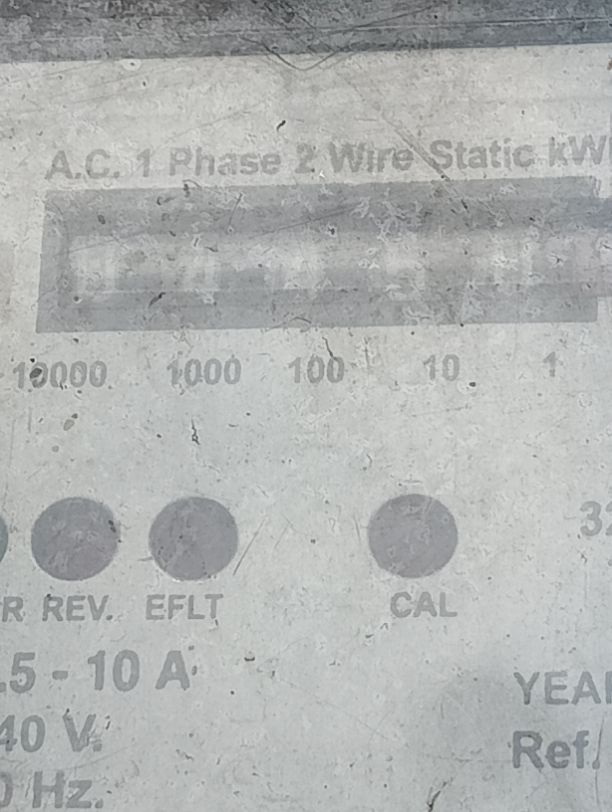 A.C. 1 Phase 2 Wire Static kW
10000 1000 100 10 1
R REV. EFLT CAL
.5 - 10 A
40 V.
Hz.
YEA
Ref.